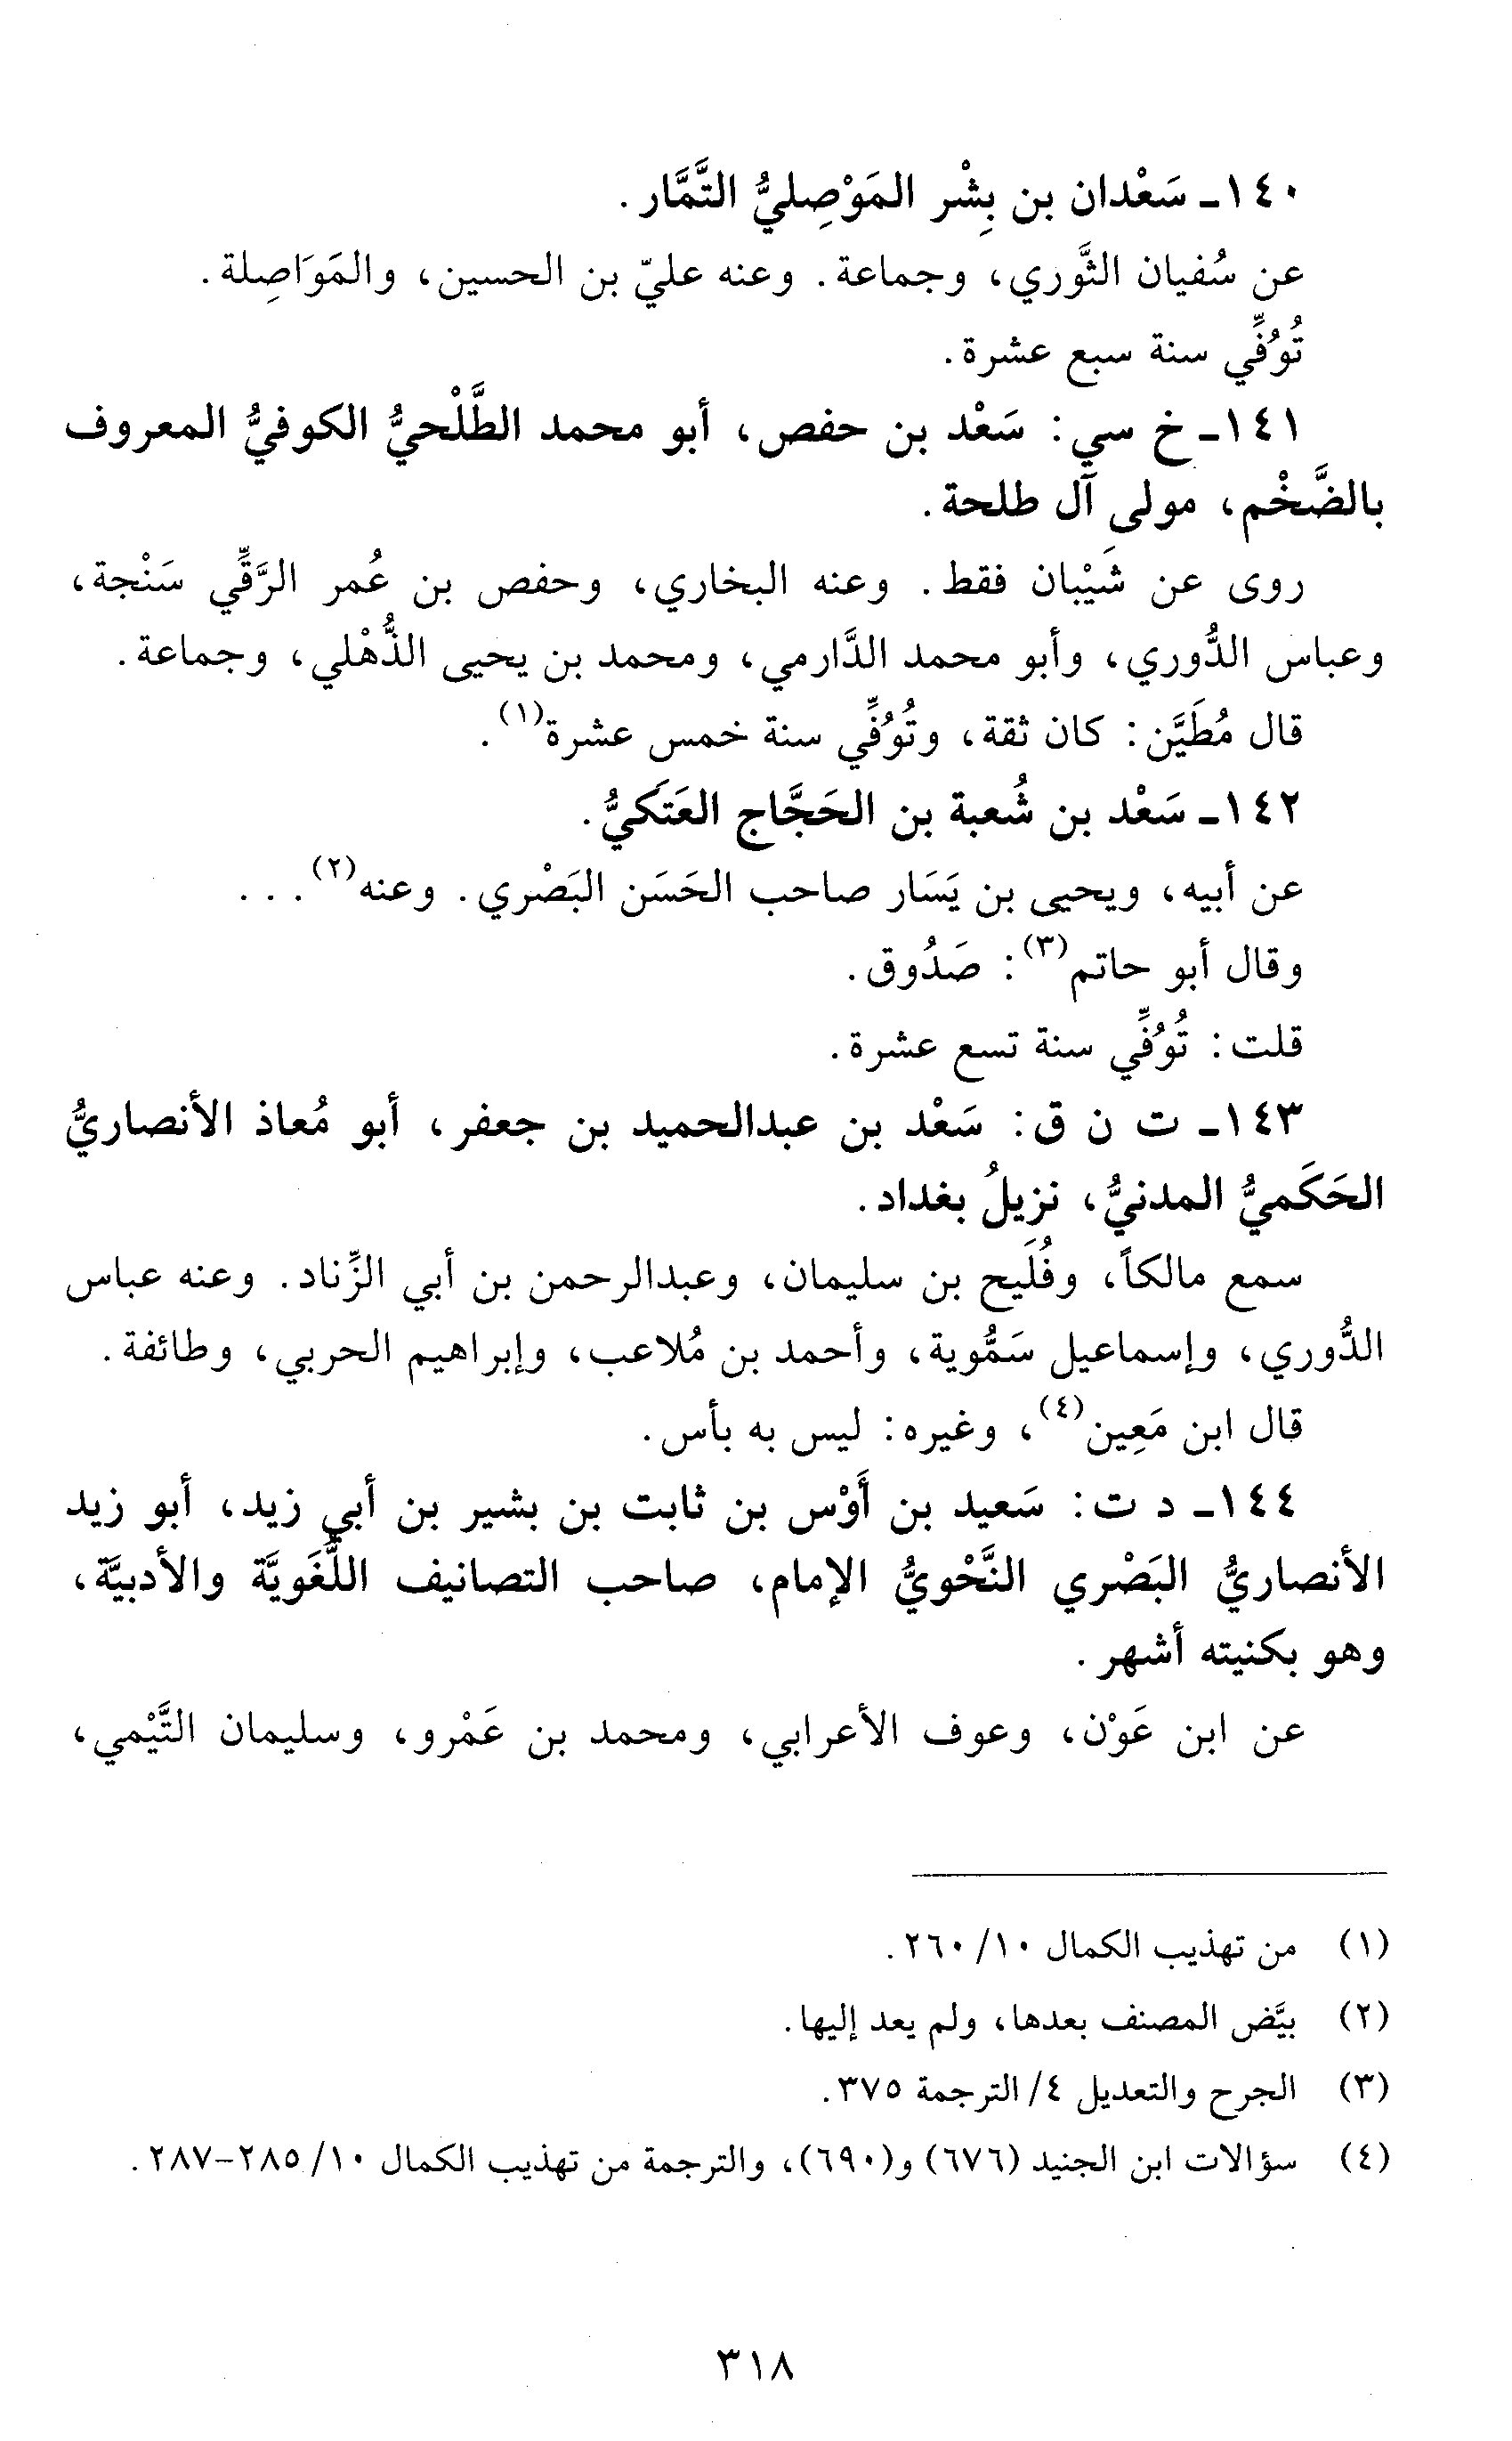 ١٤٠ـ سَعْدان بن بِشْر المَوْصِليُّ التَّمَّار.
عن سُفيان الثَّوري، وجماعة. وعنه عليّ بن الحسين، والمَوَاصِلة.
تُوُفِّي سنة سبع عشرة.
١٤١ـ خ سي: سَعْد بن حفص، أبو محمد الطَّلْحيُّ الكوفيُّ المعروف
بالضَّخْم، مولى آل طلحة.
روى عن شَيْبان فقط. وعنه البخاري، وحفص بن عُمر الرَّقِّي سَنْجة،
وعباس الدُّوري، وأبو محمد الدَّارمي، ومحمد بن يحيى الذُّهْلي، وجماعة.
قال مُطَيَّن: كان ثقة، وتُوُفِّي سنة خمس عشرة(١).
١٤٢ـ سَعْد بن شُعبة بن الحَجَّاج العَتَكيُّ.
عن أبيه، ويحيى بن يَسَار صاحب الحَسَن البَصْري. وعنه(٢). . .
وقال أبو حاتم(٣): صَدُوق.
قلت: تُوُفِّي سنة تسع عشرة.
١٤٣ـ ت ن ق: سَعْد بن عبدالحميد بن جعفر، أبو مُعاذ الأنصاريُّ
الحَكَميُّ المدنيُّ، نزيلُ بغداد.
سمع مالكاً، وفُلَيح بن سليمان، وعبدالرحمن بن أبي الزِّناد. وعنه عباس
الدُّوري، وإسماعيل سَمُّوية، وأحمد بن مُلاعب، وإبراهيم الحربي، وطائفة.
قال ابن مَعِين(٤)، وغيره: ليس به بأس.
١٤٤ـ د ت: سَعيد بن أَوْس بن ثابت بن بشير بن أبي زيد، أبو زيد
الأنصاريُّ البَصْري النَّحْويُّ الإمام، صاحب التصانيف اللُّغَويَّة والأدبيَّة،
وهو بكنيته أشهر.
عن ابن عَوْن، وعوف الأعرابي، ومحمد بن عَمْرو، وسليمان التَّيْمي،
(١) من تهذيب الكمال ١٠/ ٢٦٠.
(٢) بيَّض المصنف بعدها، ولم يعد إليها.
(٣) الجرح والتعديل ٤/ الترجمة ٣٧٥.
(٤) سؤالات ابن الجنيد (٦٧٦) و(٦٩٠)، والترجمة من تهذيب الكمال ١٠/ ٢٨٥-٢٨٧.
٣١٨